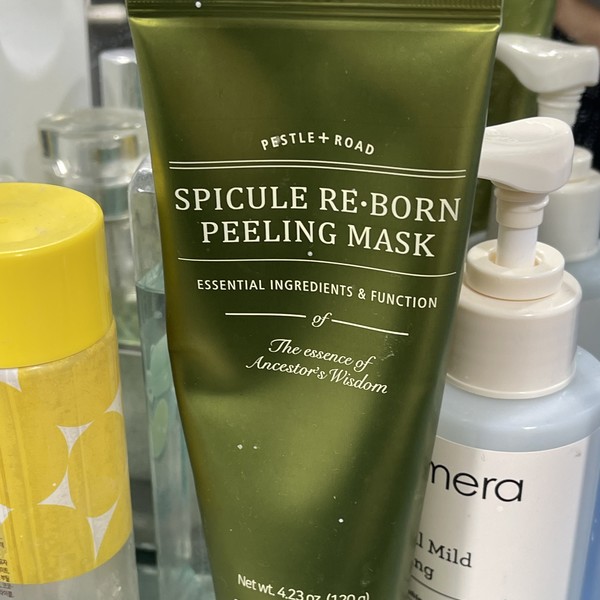 PESTLE+ROAD
SPICULE RE·BORN
PEELING MASK
ESSENTIAL INGREDIENTS & FUNCTION
of
The essence of
Ancestor's Wisdom
Net wt. 4.23 oz. (120g)
mera
Mild